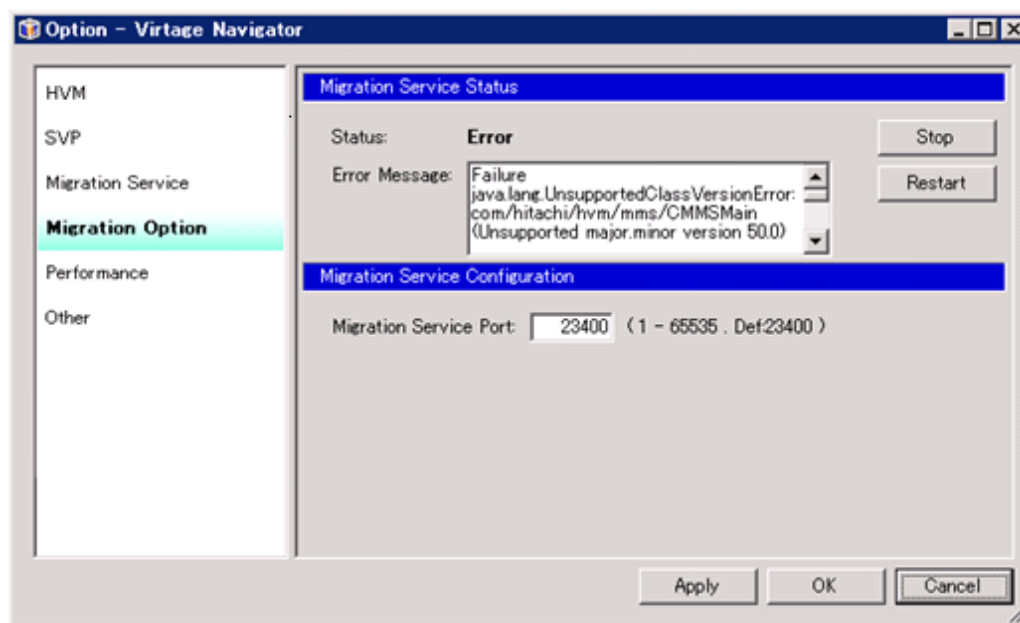 Option - Virtage Navigator
HVM
SVP
Migration Service
Migration Option
Performance
Other
Migration Service Status
Status: Error
Stop
Error Message: Failure
java.lang.UnsupportedClassVersionError:
com/hitachi/hvm/mms/CMMSMain
(Unsupported major.minor version 50.0)
Restart
Migration Service Configuration
Migration Service Port: 23400 ( 1 - 65535 . Def:23400 )
Apply OK Cancel